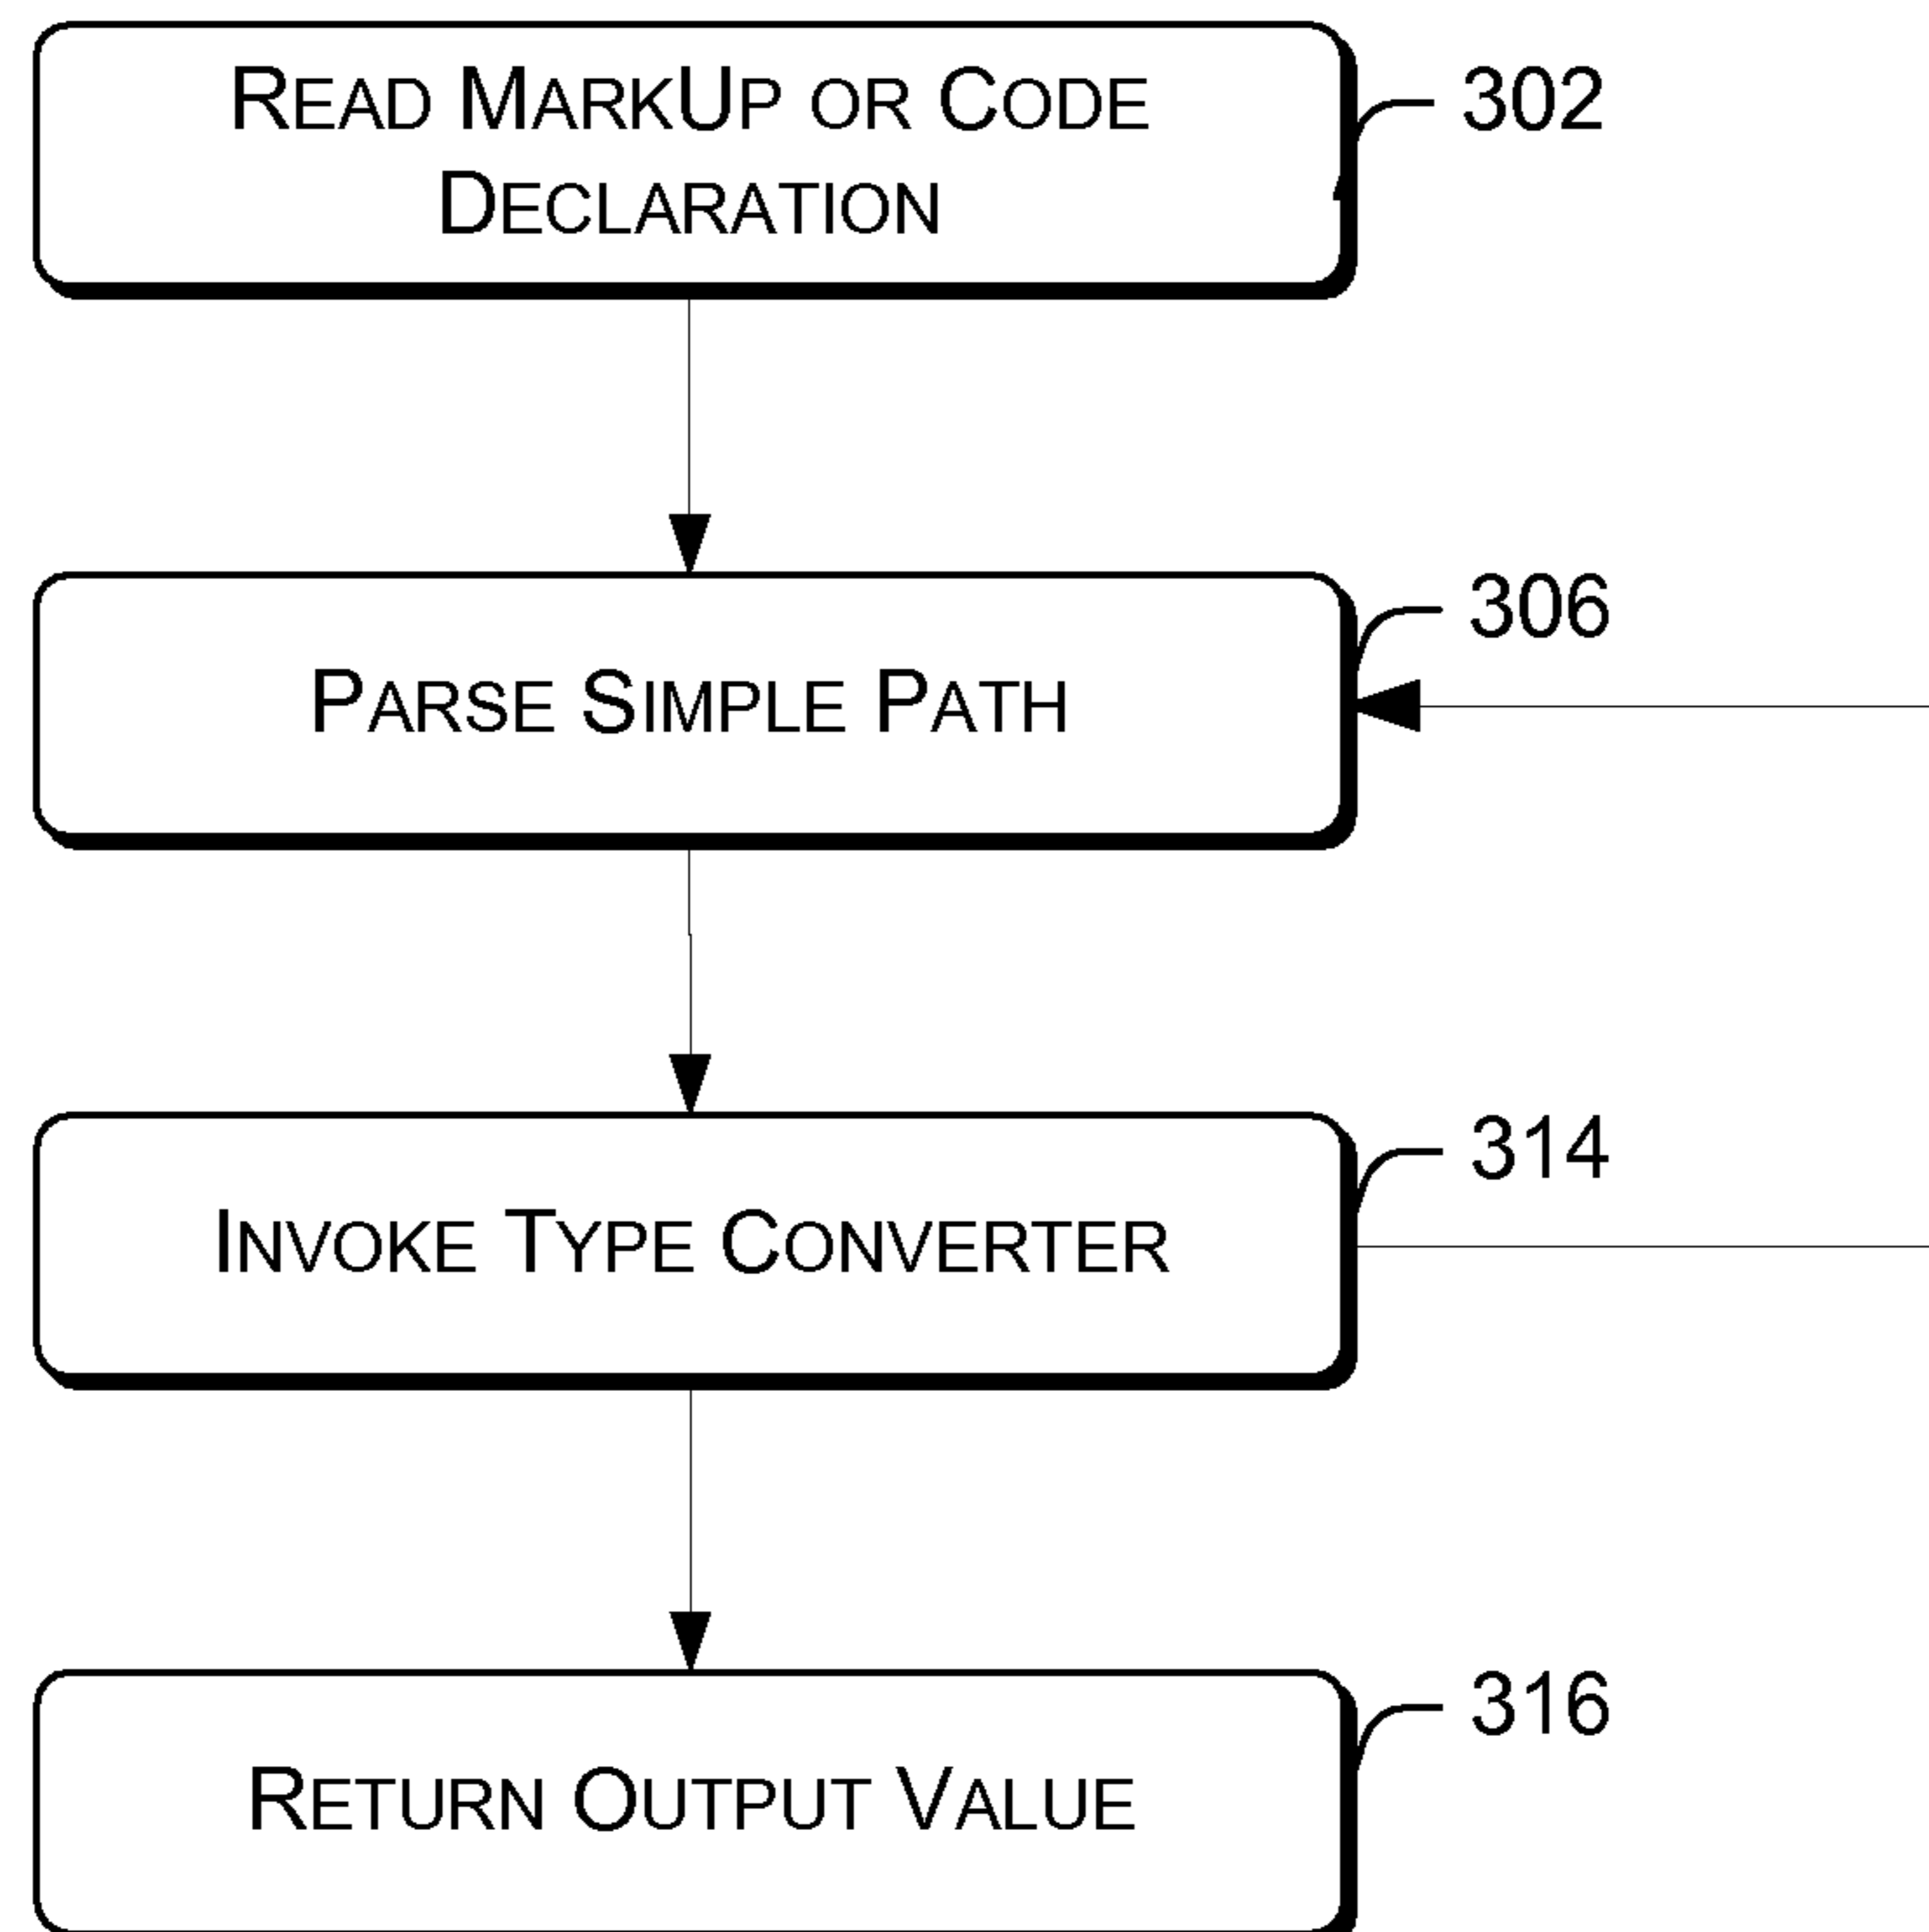 READ MARKUP OR CODE
DECLARATION
302
PARSE SIMPLE PATH
306
INVOKE TYPE CONVERTER
314
RETURN OUTPUT VALUE
316